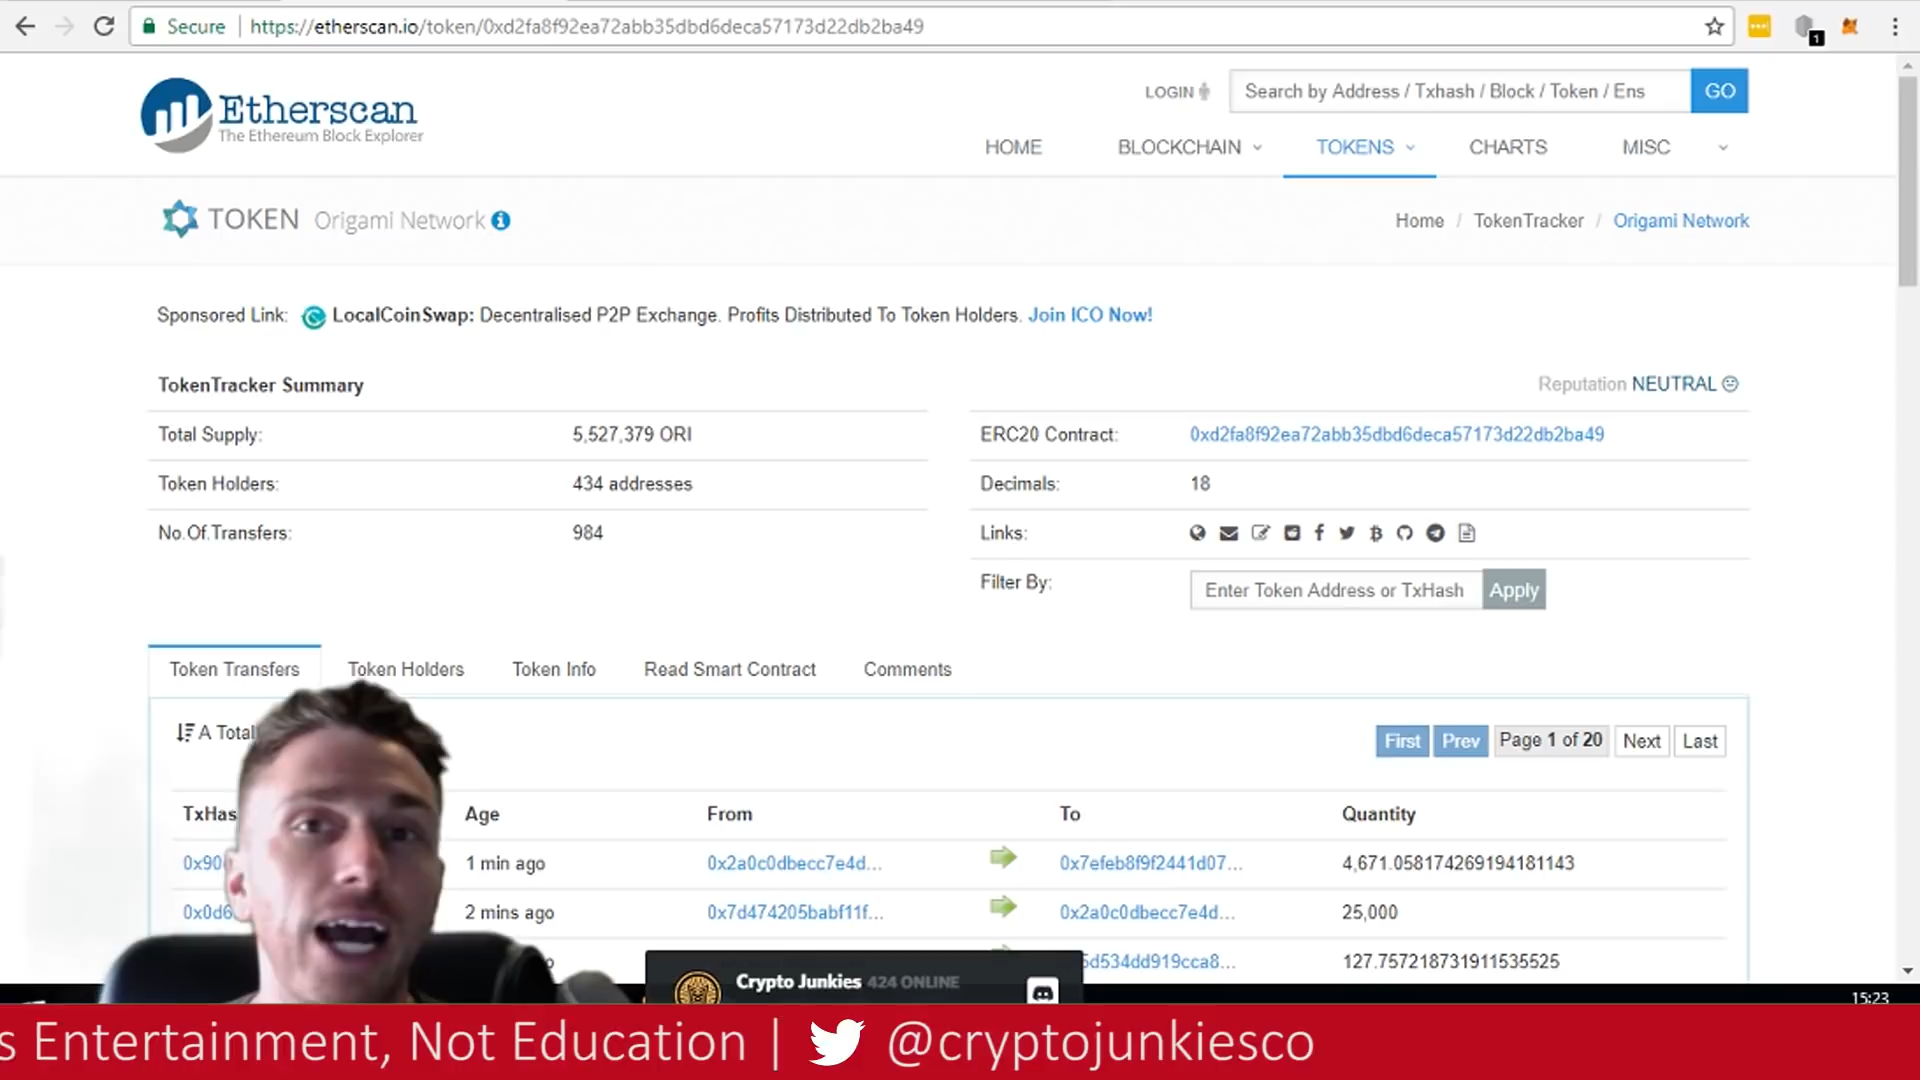 Secure https://etherscan.io/token/0xd2fa8f92ea72abb35dbd6deca57173d22db2ba49
1
Etherscan
The Ethereum Block Explorer
LOGIN
Search by Address / Txhash / Block / Token / Ens
GO
HOME BLOCKCHAIN TOKENS CHARTS MISC
TOKEN Origami Network
Home / TokenTracker / Origami Network
Sponsored Link: LocalCoinSwap: Decentralised P2P Exchange. Profits Distributed To Token Holders. Join ICO Now!
TokenTracker Summary
Reputation NEUTRAL
Total Supply: 5,527,379 ORI
ERC20 Contract: 0xd2fa8f92ea72abb35dbd6deca57173d22db2ba49
Token Holders: 434 addresses
Decimals: 18
No.Of.Transfers: 984
Links:
Filter By: Enter Token Address or TxHash Apply
Token Transfers Token Holders Token Info Read Smart Contract Comments
A Total
First Prev Page 1 of 20 Next Last
TxHas Age From To Quantity
0x90 1 min ago 0x2a0c0dbecc7e4d... 0x7efeb8f9f2441d07... 4,671.058174269194181143
0x0d6 2 mins ago 0x7d474205babf11f... 0x2a0c0dbecc7e4d... 25,000
5d534dd919cca8... 127.757218731911535525
Crypto Junkies 424 ONLINE
15:23
s Entertainment, Not Education | @cryptojunkiesco